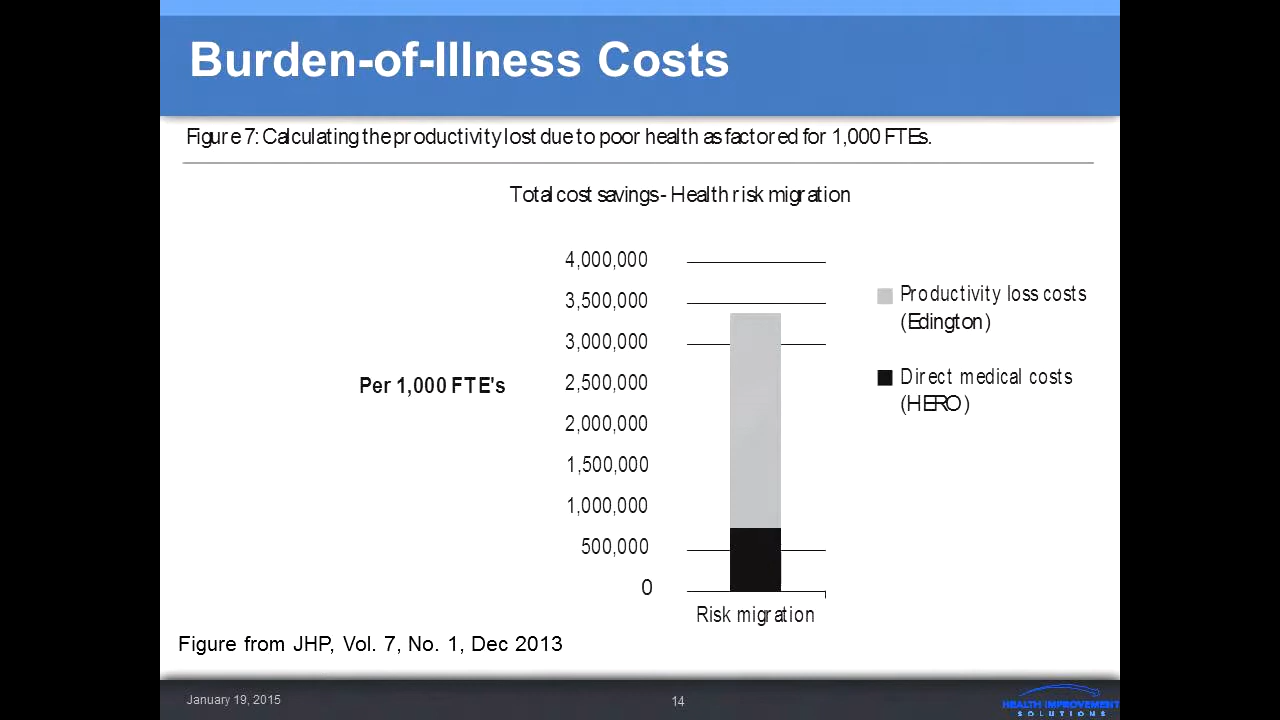 Burden-of-Illness Costs
Figure 7: Calculating the productivity lost due to poor health as factored for 1,000 FTEs.
Total cost savings - Health risk migration
4,000,000
3,500,000
3,000,000
2,500,000
2,000,000
1,500,000
1,000,000
500,000
0
Per 1,000 FTE's
Risk migration
Productivity loss costs
(Edington)
Direct medical costs
(HERO)
Figure from JHP, Vol. 7, No. 1, Dec 2013
January 19, 2015
14
HEALTH IMPROVEMENT
SOLUTIONS